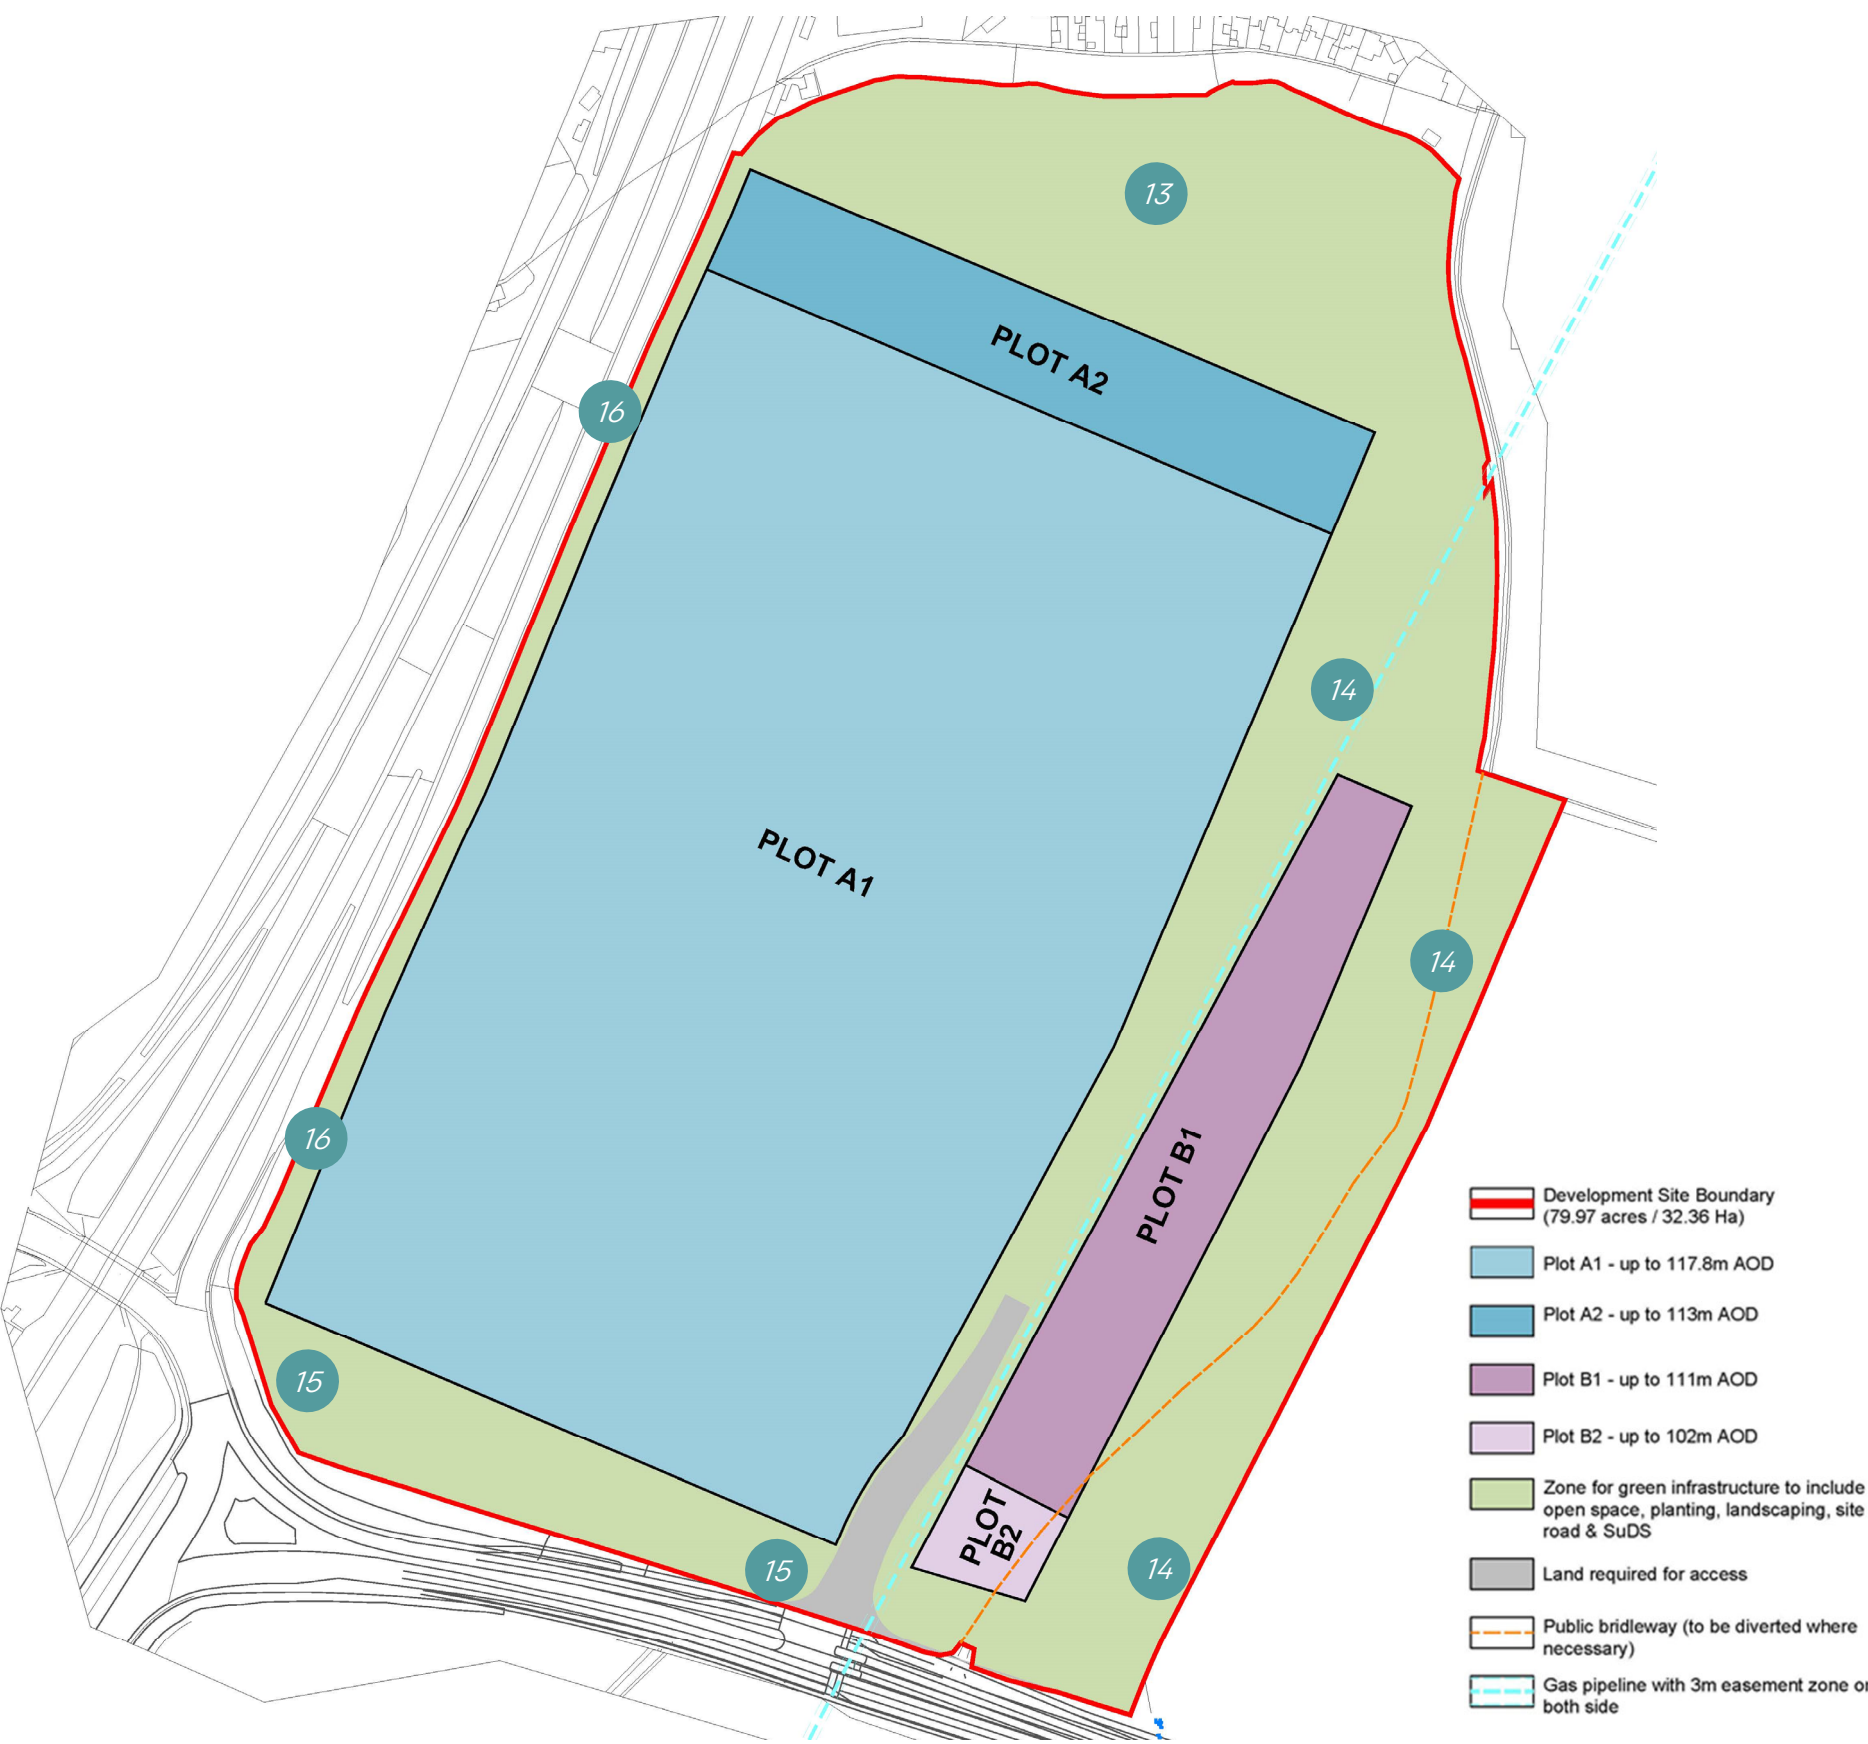 13
PLOT A2
16
14
PLOT A1
14
16
PLOT B1
15
PLOT
B2
15
14
Development Site Boundary
(79.97 acres / 32.36 Ha)
Plot A1 - up to 117.8m AOD
Plot A2 - up to 113m AOD
Plot B1 - up to 111m AOD
Plot B2 - up to 102m AOD
Zone for green infrastructure to include
open space, planting, landscaping, site
road & SuDS
Land required for access
Public bridleway (to be diverted where
necessary)
Gas pipeline with 3m easement zone on
both side